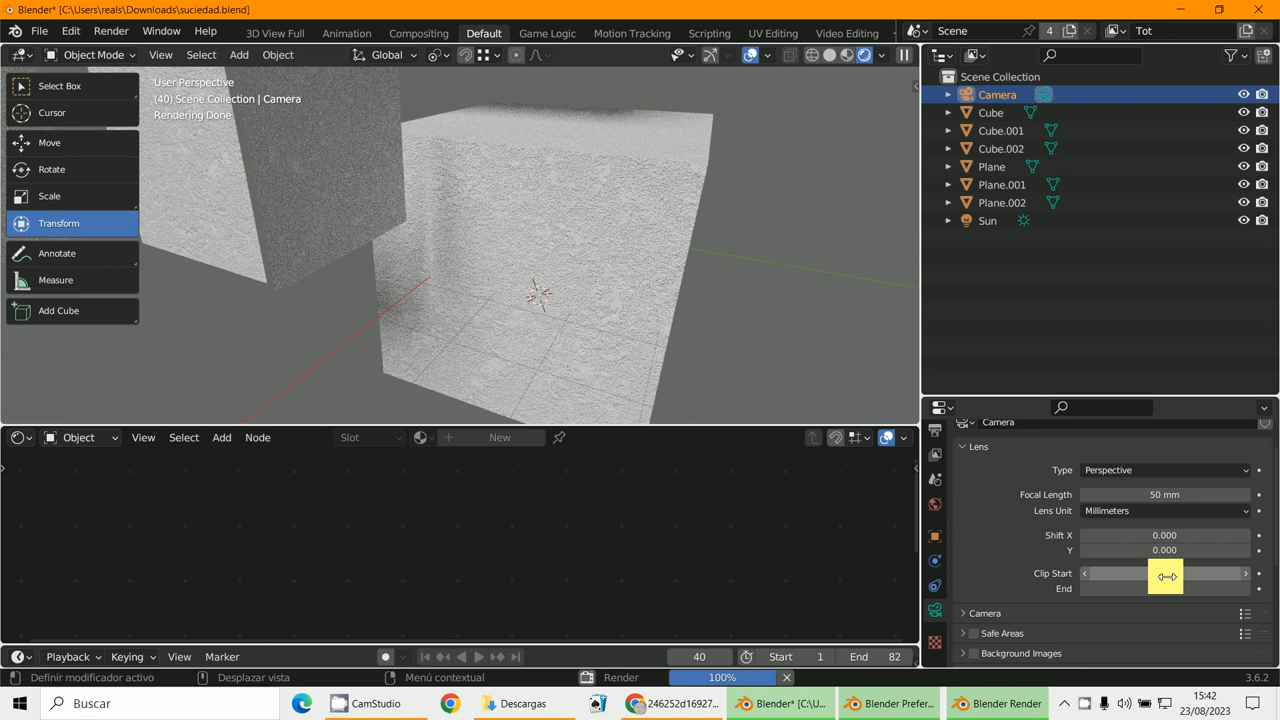 Blender* [C:\Users\reals\Downloads\suciedad.blend]
File Edit Render Window Help 3D View Full Animation Compositing Default Game Logic Motion Tracking Scripting UV Editing Video Editing Scene 4 Tot
Object Mode View Select Add Object Global
User Perspective
(40) Scene Collection | Camera
Rendering Done
Select Box
Cursor
Move
Rotate
Scale
Transform
Annotate
Measure
Add Cube
Scene Collection
Camera
Cube
Cube.001
Cube.002
Plane
Plane.001
Plane.002
Sun
Camera
Lens
Type Perspective
Focal Length 50 mm
Lens Unit Millimeters
Shift X 0.000
Y 0.000
Clip Start
End
Camera
Safe Areas
Background Images
Object View Select Add Node Slot New
Playback Keying View Marker 40 Start 1 End 82
Definir modificador activo Desplazar vista Menú contextual Render 100% 3.6.2
Buscar CamStudio Descargas 246252d16927... Blender* [C:\U... Blender Prefer... Blender Render 15:42
23/08/2023